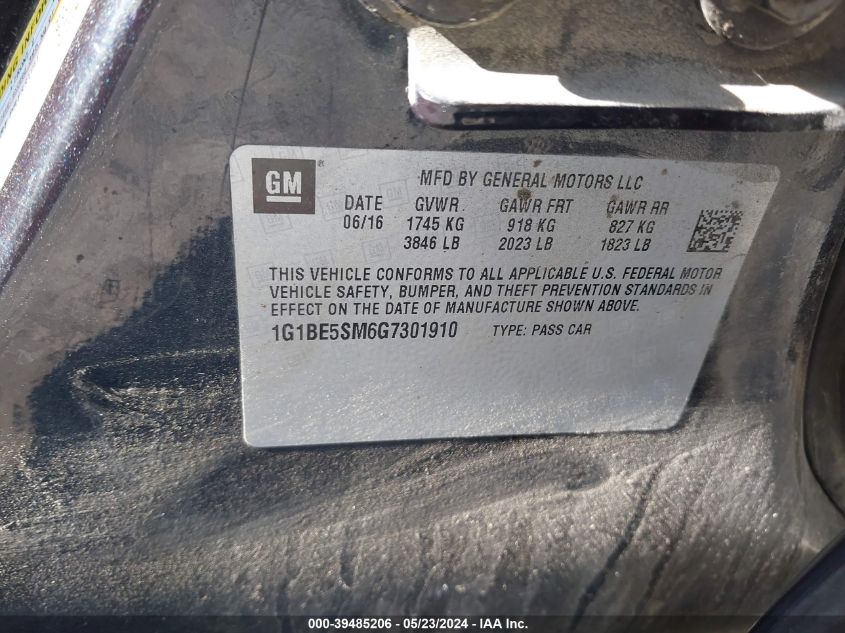 GM®
MFD BY GENERAL MOTORS LLC
DATE GVWR GAWR FRT GAWR RR
06/16 1745 KG 918 KG 827 KG
3846 LB 2023 LB 1823 LB
THIS VEHICLE CONFORMS TO ALL APPLICABLE U.S. FEDERAL MOTOR
VEHICLE SAFETY, BUMPER, AND THEFT PREVENTION STANDARDS IN
EFFECT ON THE DATE OF MANUFACTURE SHOWN ABOVE.
1G1BE5SM6G7301910 TYPE: PASS CAR
000-39485206 - 05/23/2024 - IAA Inc.